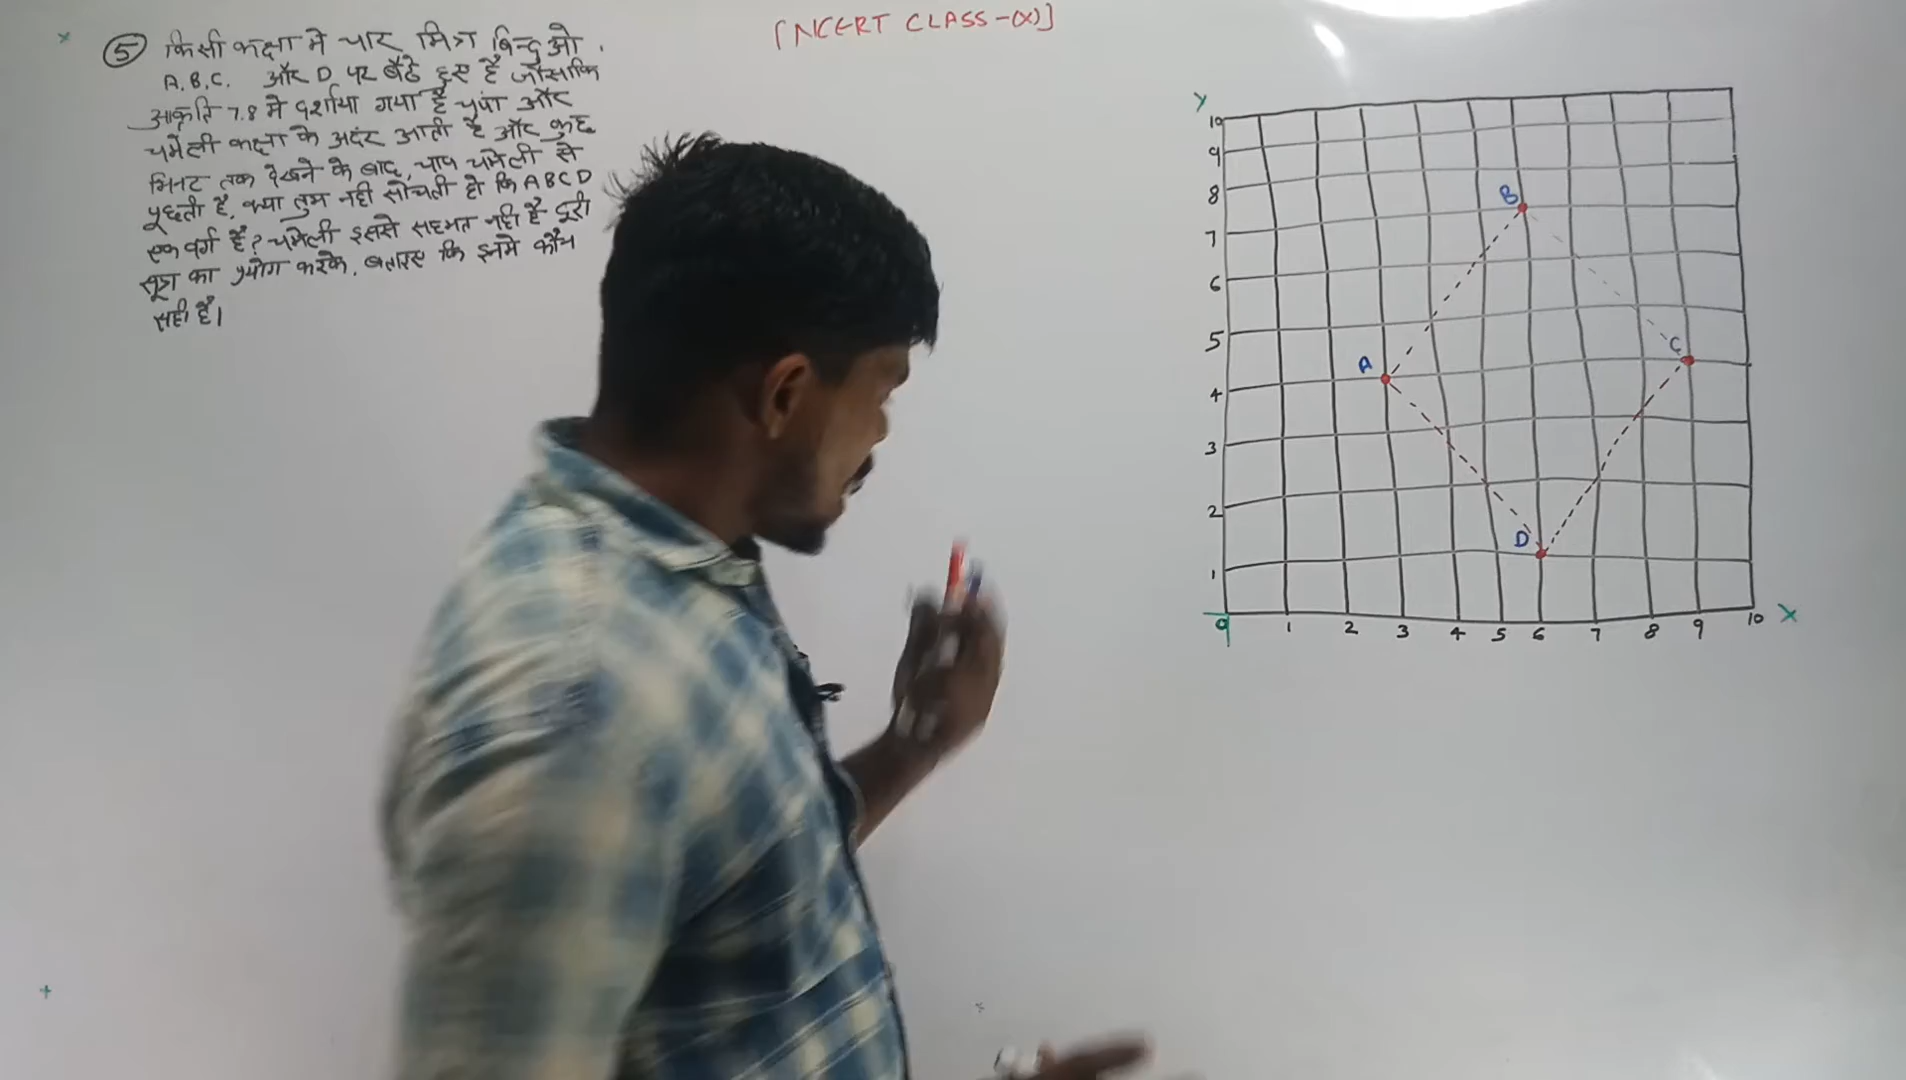 [NCERT CLASS-(X)]
⑤ किसी कक्षा में चार मित्र बिन्दुओ
A.B.C. और D पर बैठे हुए है जैसाकि
आकृति 7.8 मे दर्शाया गया है चंपा और
चमेली कक्षा के अदंर आती है और कुछ
मिनट तक देखने के बाद, चंपा चमेली से
पूछती है, क्या तुम नही सोचती हो कि ABCD
एक वर्ग है? चमेली इससे सहमत नही है दूरी
सूत्र का प्रयोग करके. बताइए कि इनमे कौन
सही है।
Y
10
9
8
7
6
5
4
3
2
1
0
1 2 3 4 5 6 7 8 9 10 X
B
A
C
D